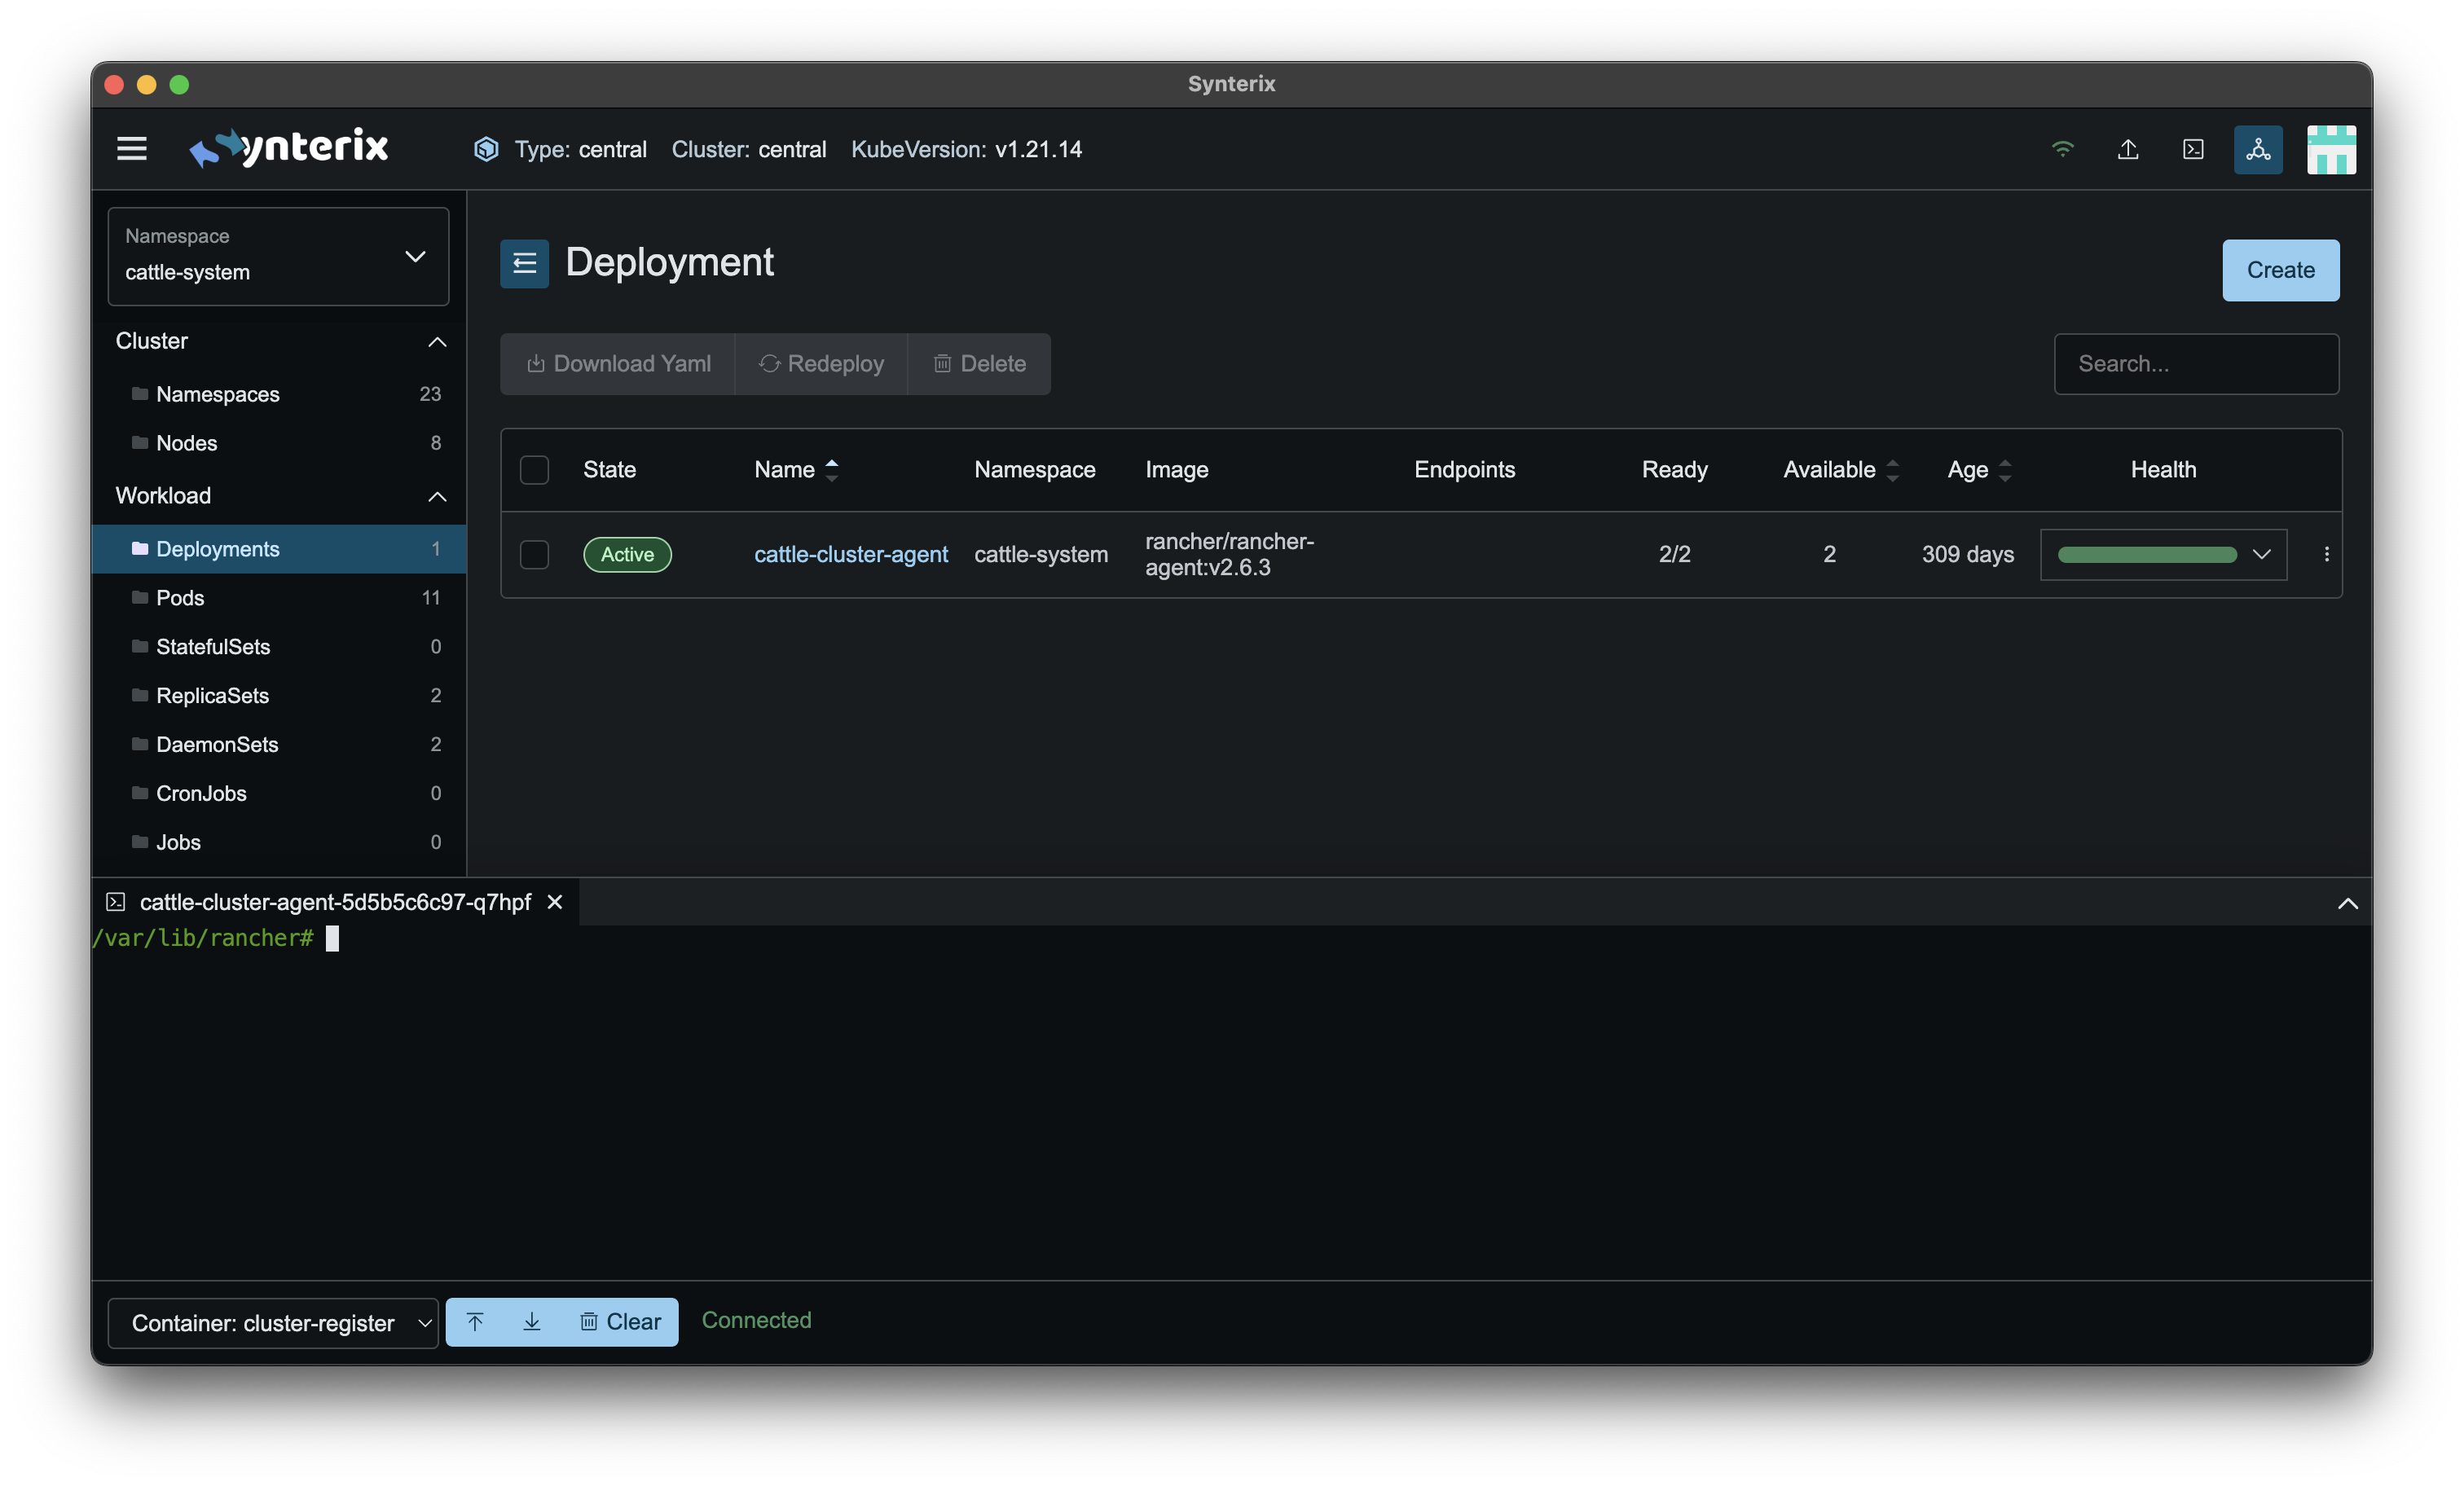 Synterix
Synterix
Type: central Cluster: central KubeVersion: v1.21.14
Namespace
cattle-system
Cluster
Namespaces 23
Nodes 8
Workload
Deployments 1
Pods 11
StatefulSets 0
ReplicaSets 2
DaemonSets 2
CronJobs 0
Jobs 0
Deployment
Create
Download Yaml Redeploy Delete
Search...
State Name Namespace Image Endpoints Ready Available Age Health
Active cattle-cluster-agent cattle-system rancher/rancher-
agent:v2.6.3 2/2 2 309 days
cattle-cluster-agent-5d5b5c6c97-q7hpf
/var/lib/rancher#
Container: cluster-register Clear Connected